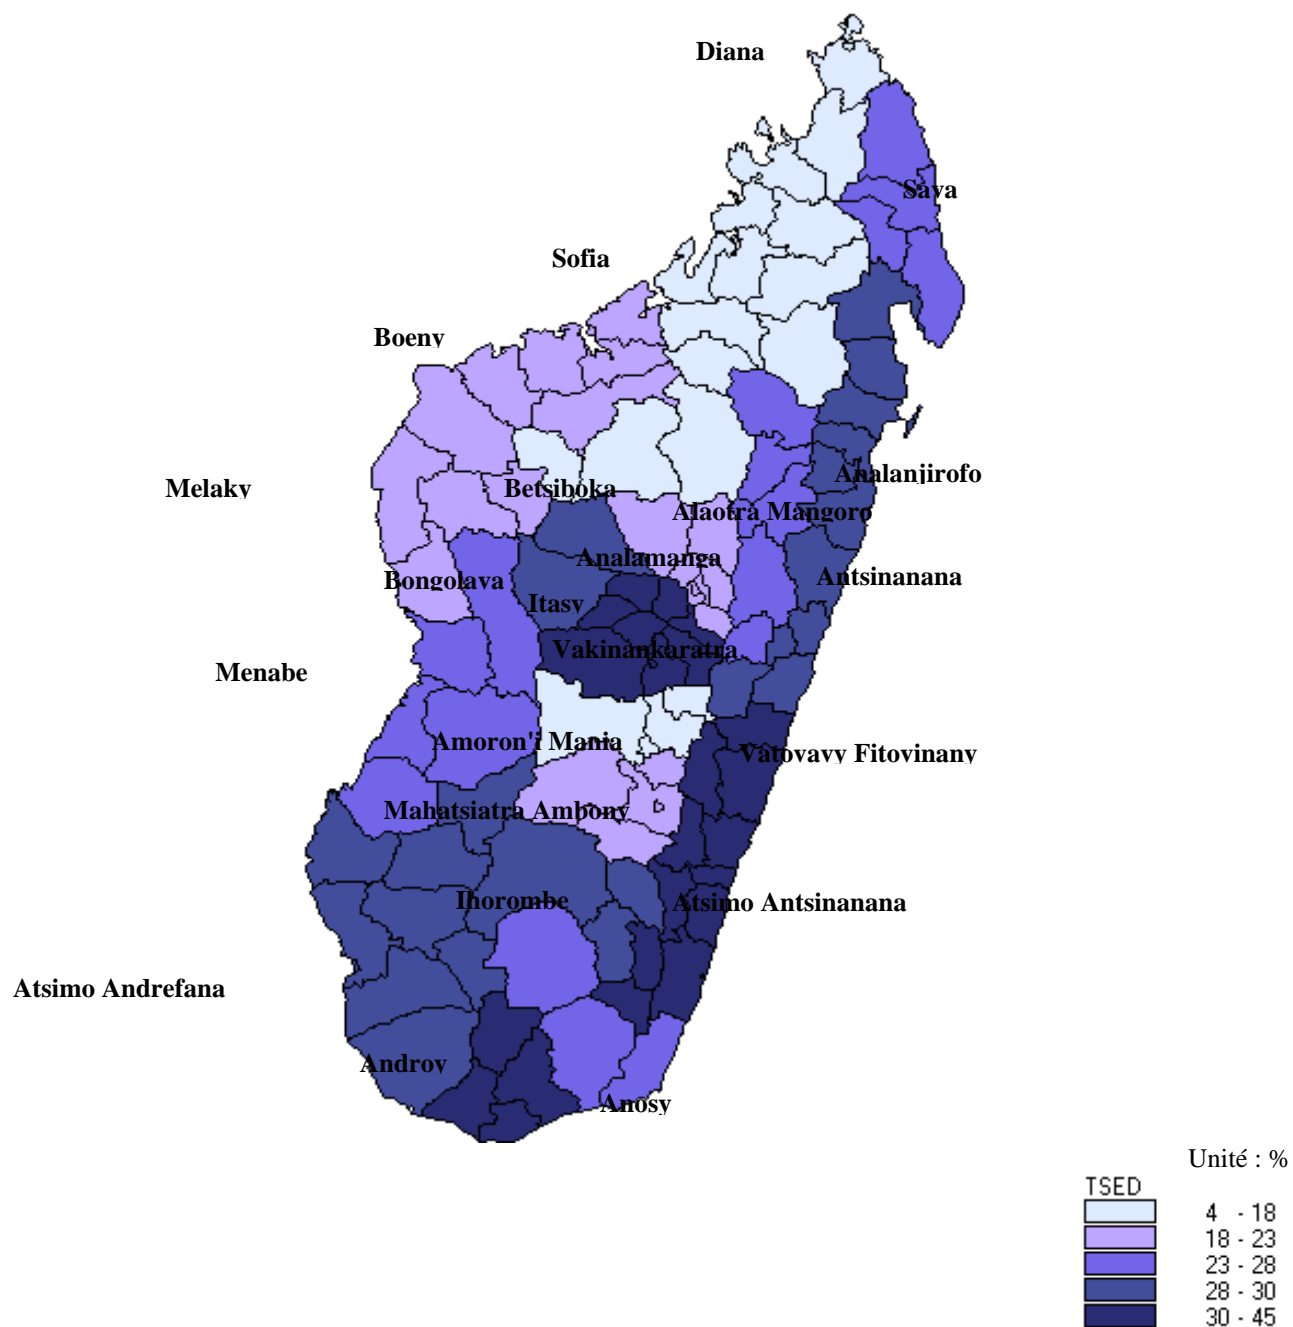 Diana
Sava
Sofia
Boeny
Melaky
Betsiboka
Analanjirofo
Alaotra Mangoro
Analamanga
Bongolava
Antsinanana
Itasy
Vakinankaratra
Menabe
Amoron'i Mania
Vatovavy Fitovinany
Mahatsiatra Ambony
Ihorombe
Atsimo Antsinanana
Atsimo Andrefana
Androy
Anosy
Unité : %
TSED
4 - 18
18 - 23
23 - 28
28 - 30
30 - 45